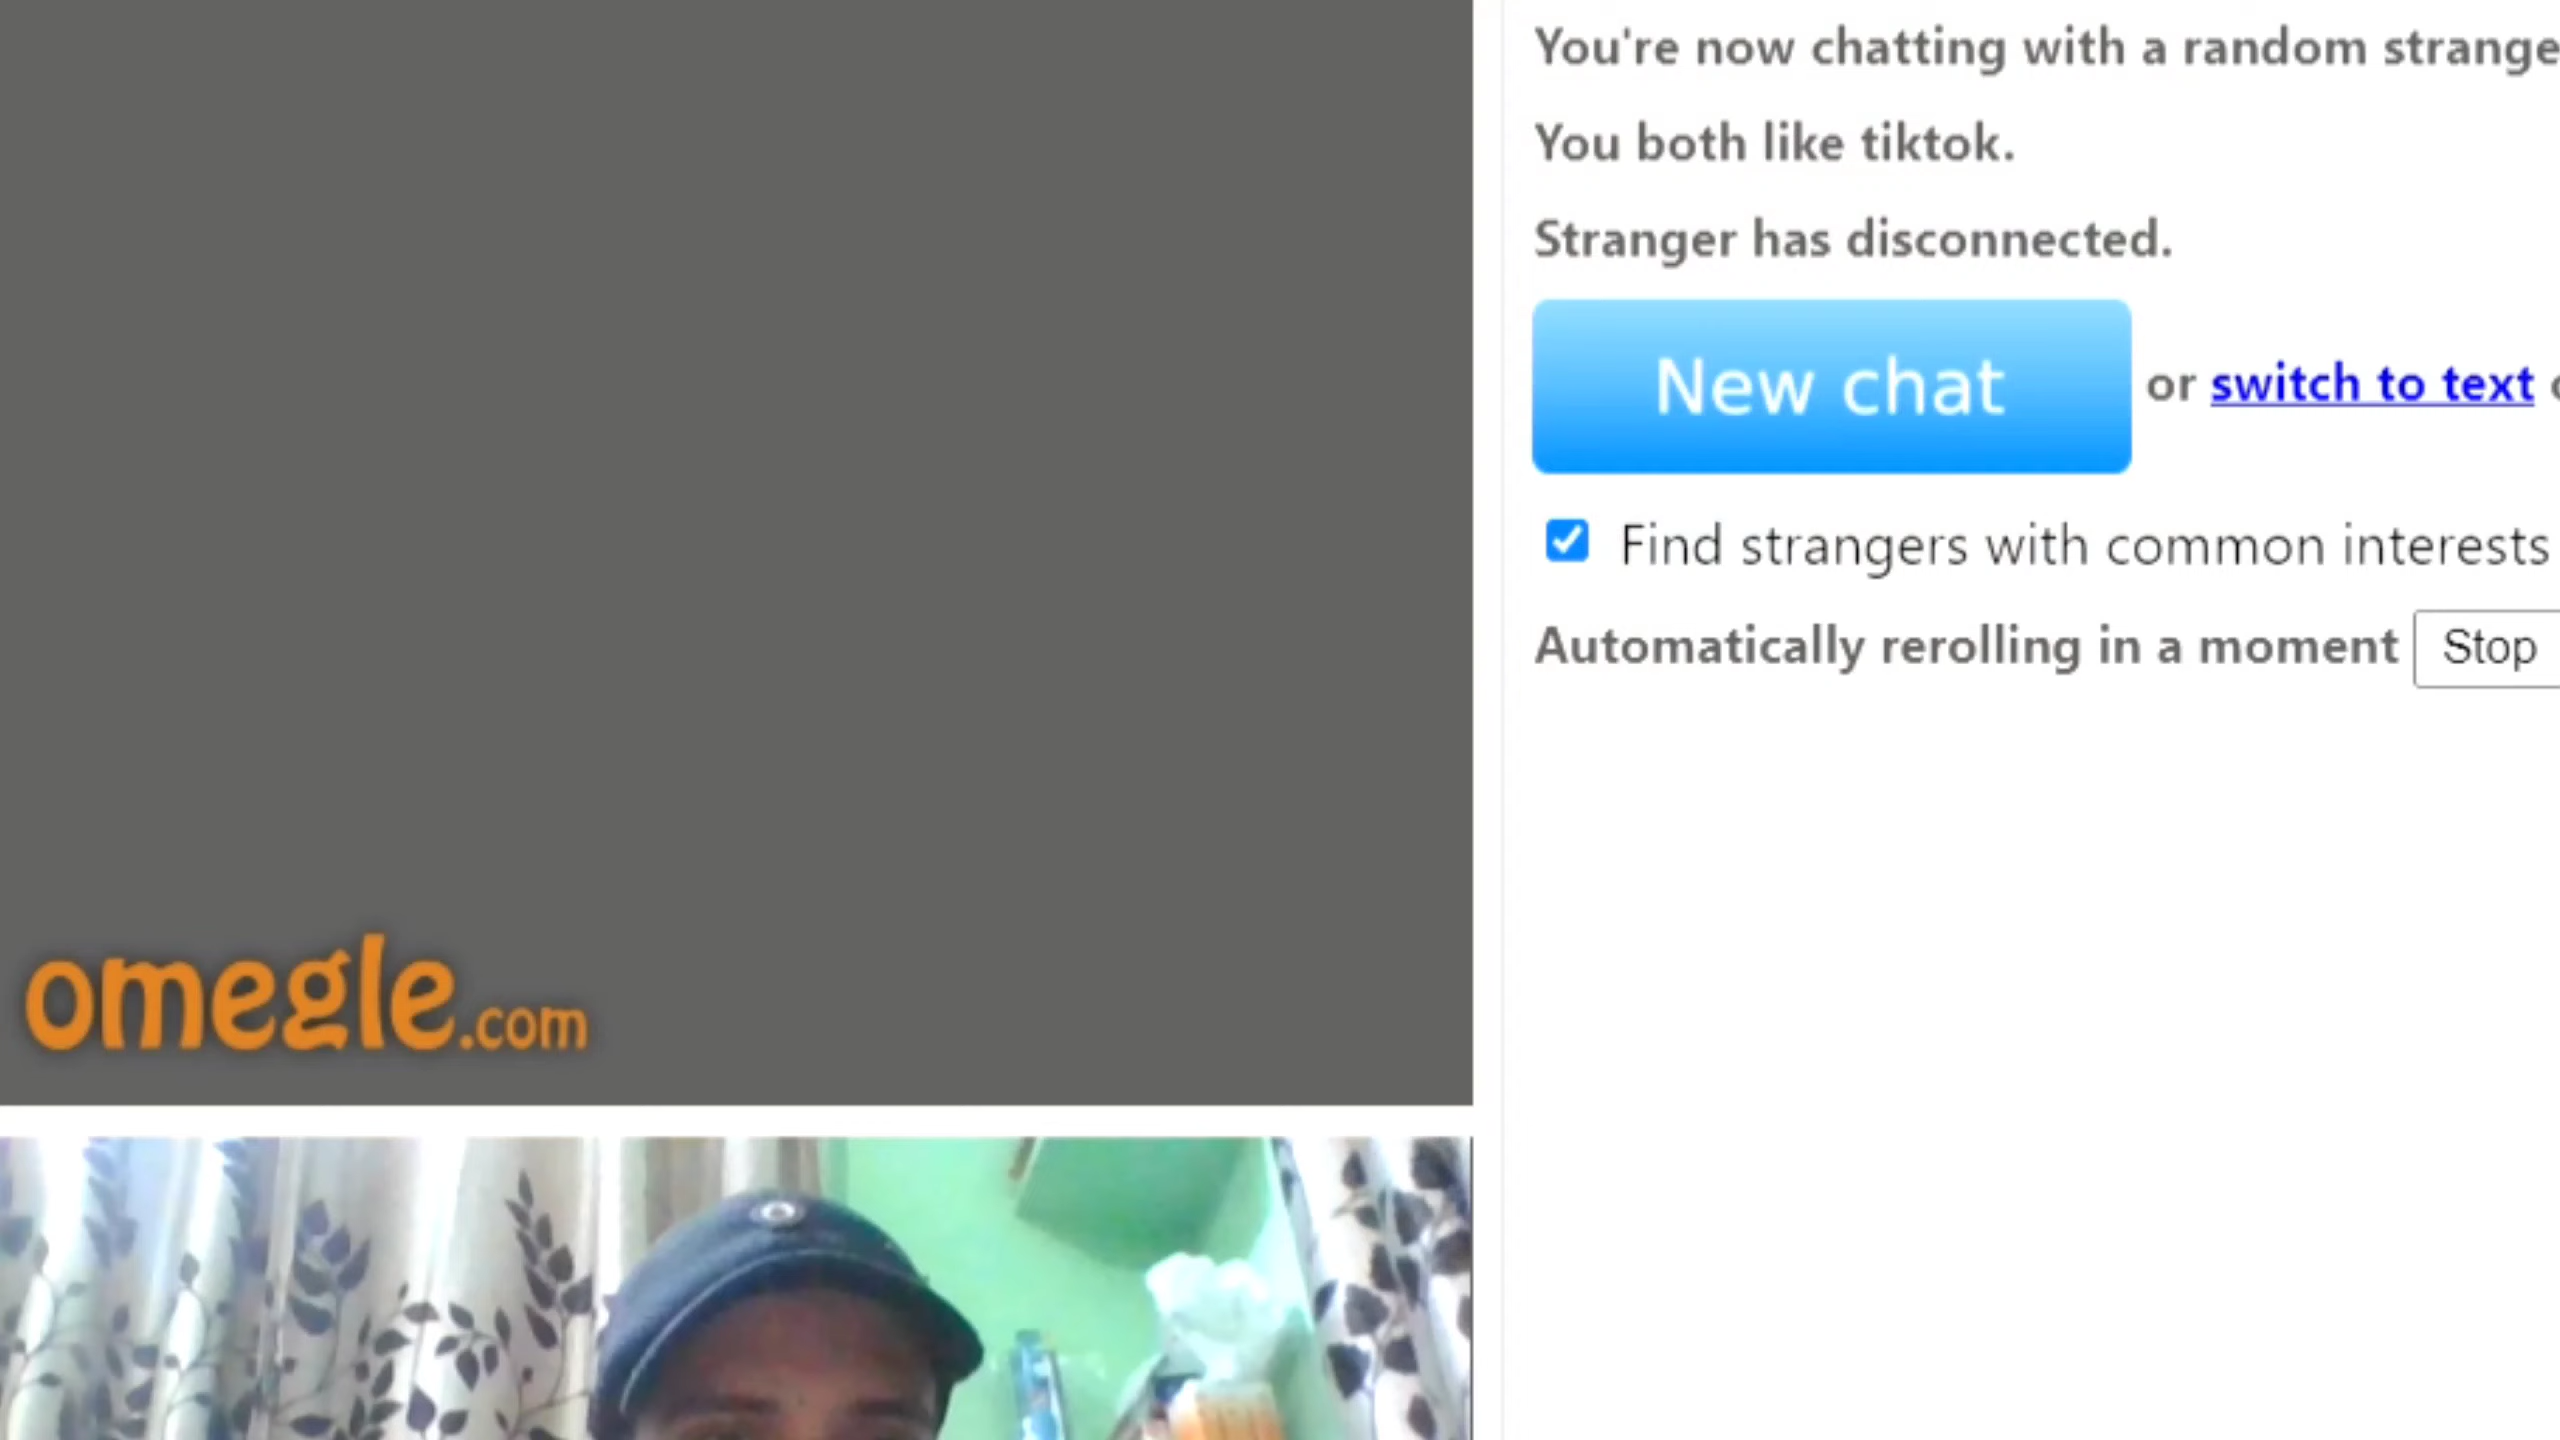 You're now chatting with a random strange
You both like tiktok.
Stranger has disconnected.
New chat or switch to text
Find strangers with common interests
Automatically rerolling in a moment Stop
omegle.com